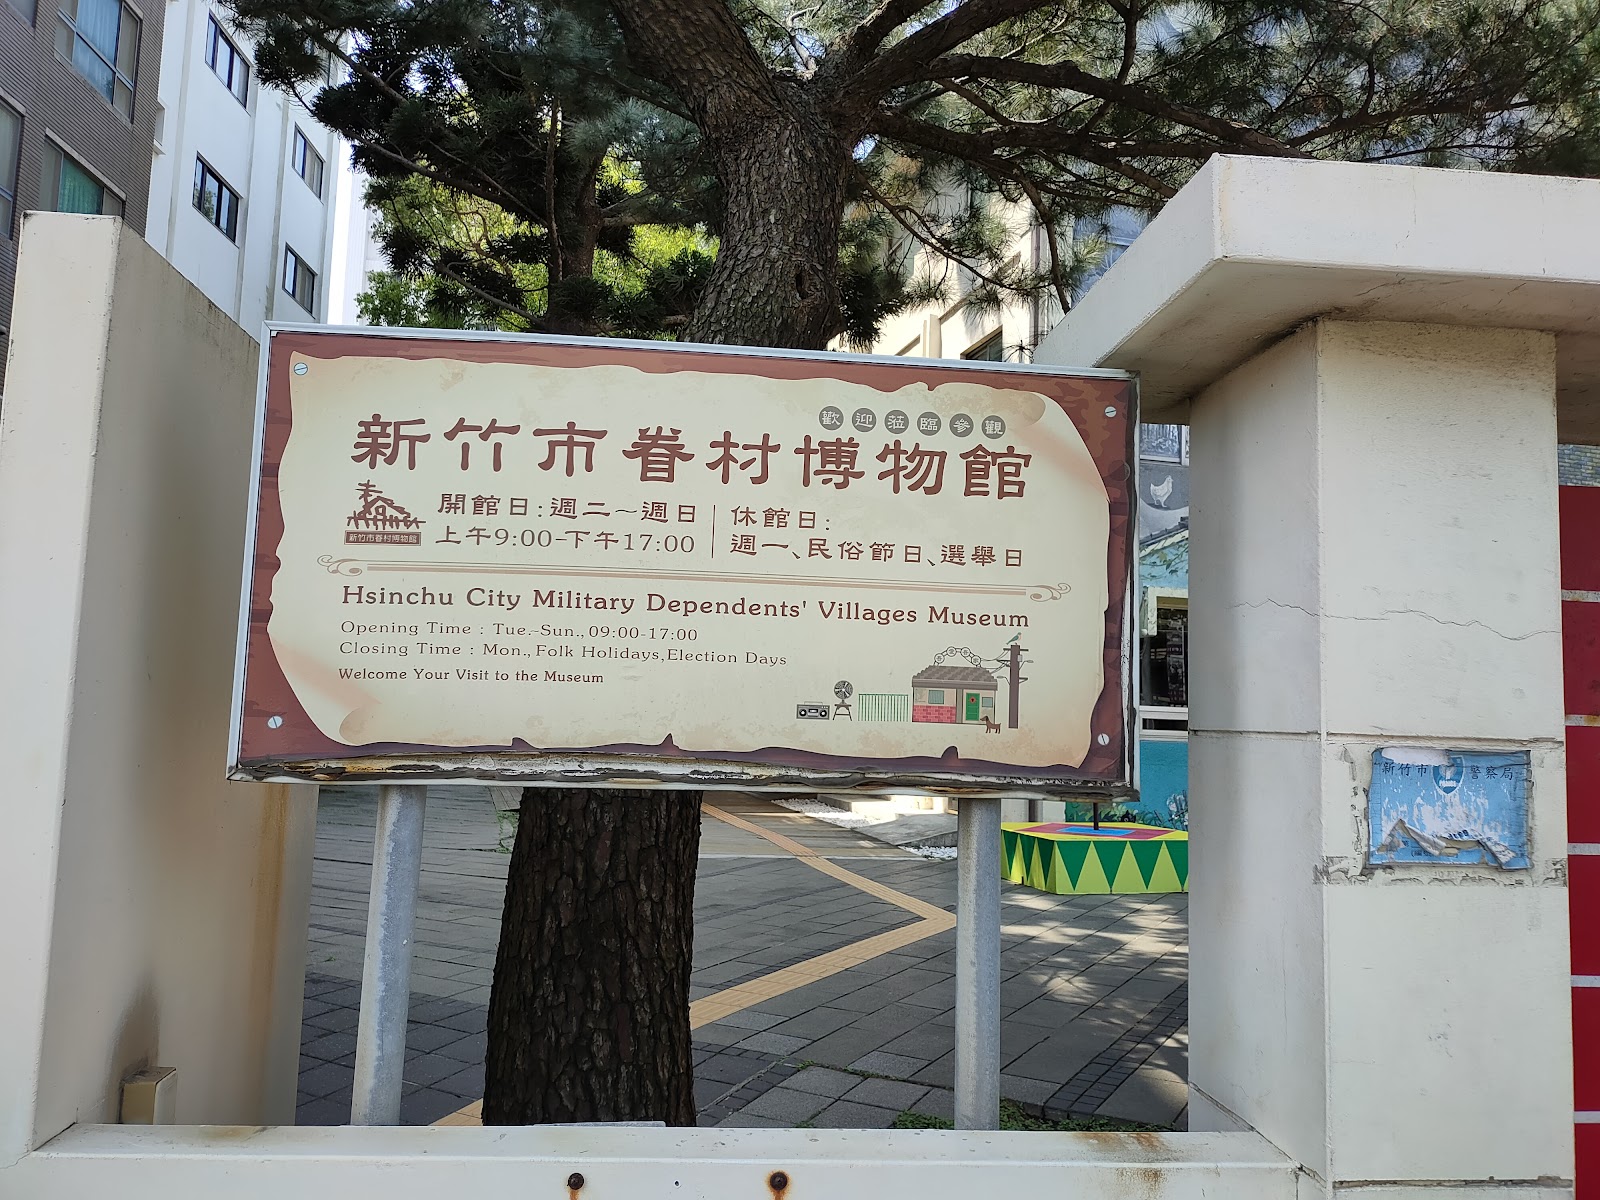 歡迎蒞臨參觀
新竹市眷村博物館
新竹市眷村博物館
開館日:週二~週日
上午9:00-下午17:00
休館日:
週一、民俗節日、選舉日
Hsinchu City Military Dependents' Villages Museum
Opening Time : Tue.-Sun., 09:00-17:00
Closing Time : Mon., Folk Holidays,Election Days
Welcome Your Visit to the Museum
新竹市 警察局